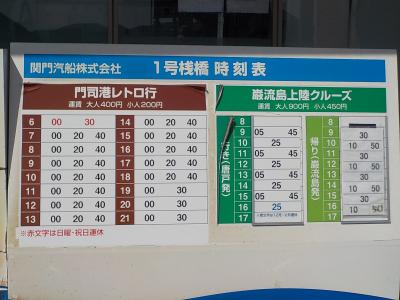 関門汽船株式会社 1号桟橋 時刻表
門司港レトロ行
運賃 大人400円 小人200円
6 00 30 14 00 20 40
7 00 20 40 15 00 20 40
8 00 20 40 16 00 20 40
9 00 20 40 17 00 20 40
10 00 20 40 18 00 20 40
11 00 20 40 19 00 30
12 00 20 40 20 00 30
13 00 20 40 21 00 30
※赤文字は日曜・祝日運休
巌流島上陸クルーズ
運賃 大人900円 小人450円
行き(唐戸発)
8
9 05 45
10 25
11 05 45
12 25
13 05 45
14 25
15 05 45
16 25
17
帰り(巌流島発)
8
9 30
10 10 50
11 30
12 10 50
13 30
14 10 50
15 30
16 10 50
17